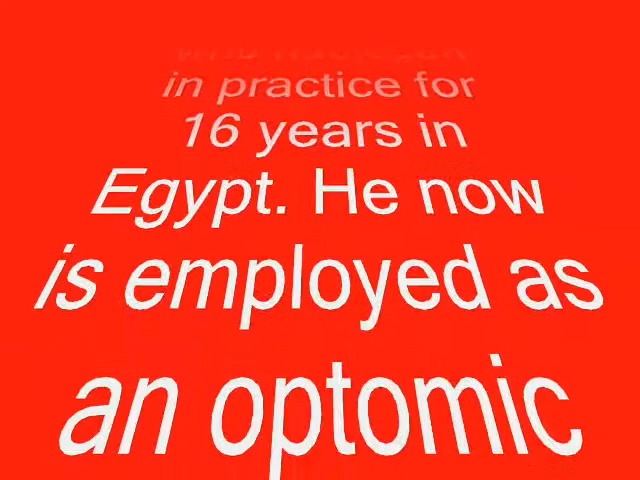 in practice for
16 years in
Egypt. He now
is employed as
an optomic